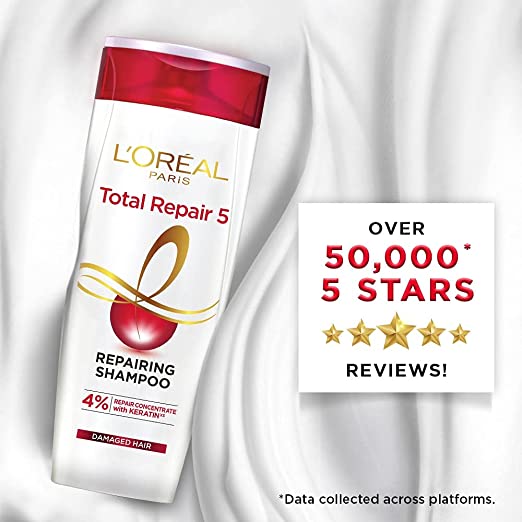 L'ORÉAL
PARIS
Total Repair 5
REPAIRING
SHAMPOO
4% REPAIR CONCENTRATE
with KERATIN
DAMAGED HAIR
OVER
50,000*
5 STARS
REVIEWS!
*Data collected across platforms.